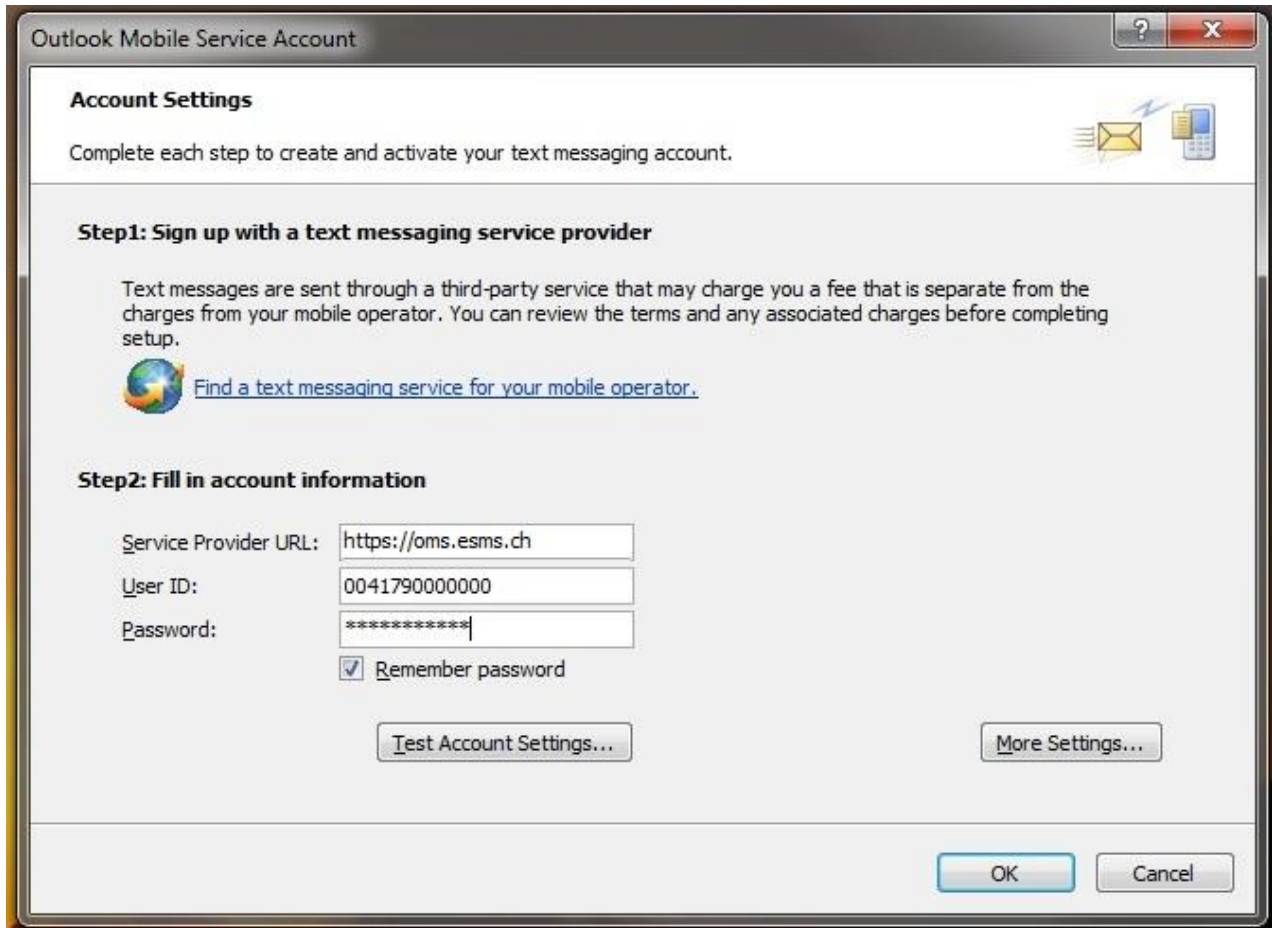 Outlook Mobile Service Account
?
X
Account Settings
Complete each step to create and activate your text messaging account.
Step1: Sign up with a text messaging service provider
Text messages are sent through a third-party service that may charge you a fee that is separate from the
charges from your mobile operator. You can review the terms and any associated charges before completing
setup.
Find a text messaging service for your mobile operator.
Step2: Fill in account information
Service Provider URL: https://oms.esms.ch
User ID: 0041790000000
Password: ***********
Remember password
Test Account Settings... More Settings...
OK Cancel